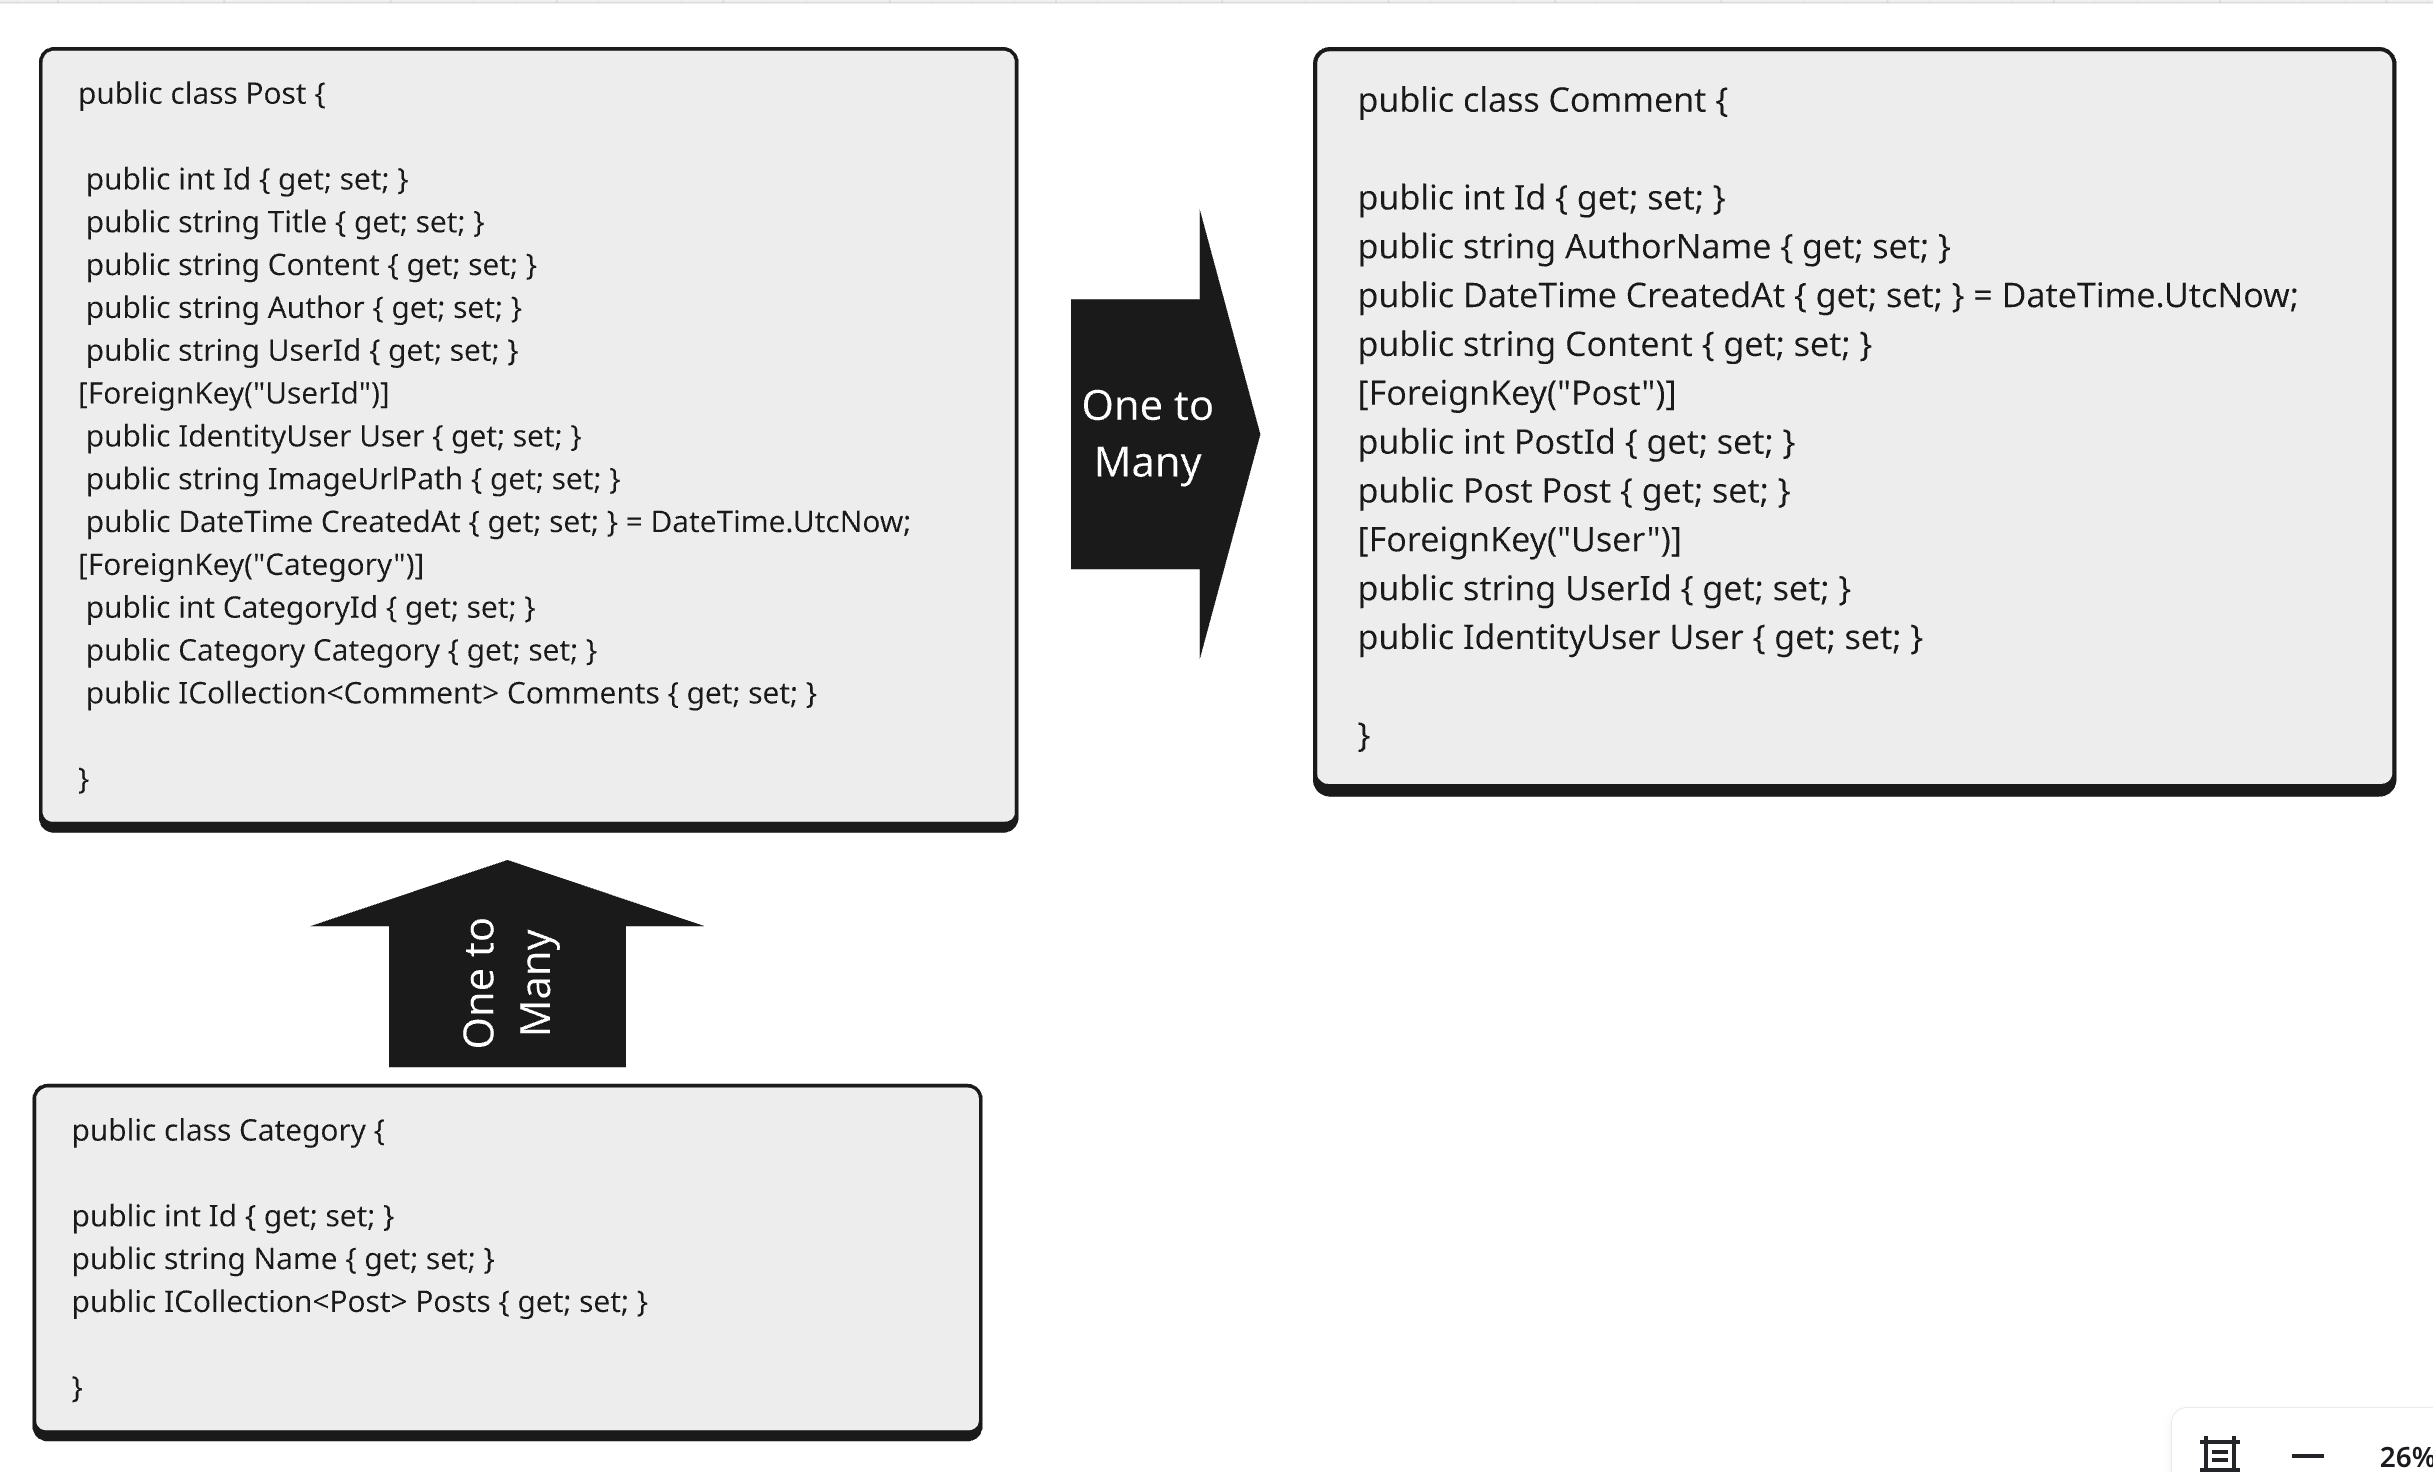 public class Post {
public int Id { get; set; }
public string Title { get; set; }
public string Content { get; set; }
public string Author { get; set; }
public string UserId { get; set; }
[ForeignKey("UserId")]
public IdentityUser User { get; set; }
public string ImageUrlPath { get; set; }
public DateTime CreatedAt { get; set; } = DateTime.UtcNow;
[ForeignKey("Category")]
public int CategoryId { get; set; }
public Category Category { get; set; }
public ICollection<Comment> Comments { get; set; }
}
One to
Many
public class Comment {
public int Id { get; set; }
public string AuthorName { get; set; }
public DateTime CreatedAt { get; set; } = DateTime.UtcNow;
public string Content { get; set; }
[ForeignKey("Post")]
public int PostId { get; set; }
public Post Post { get; set; }
[ForeignKey("User")]
public string UserId { get; set; }
public IdentityUser User { get; set; }
}
One to
Many
public class Category {
public int Id { get; set; }
public string Name { get; set; }
public ICollection<Post> Posts { get; set; }
}
26%